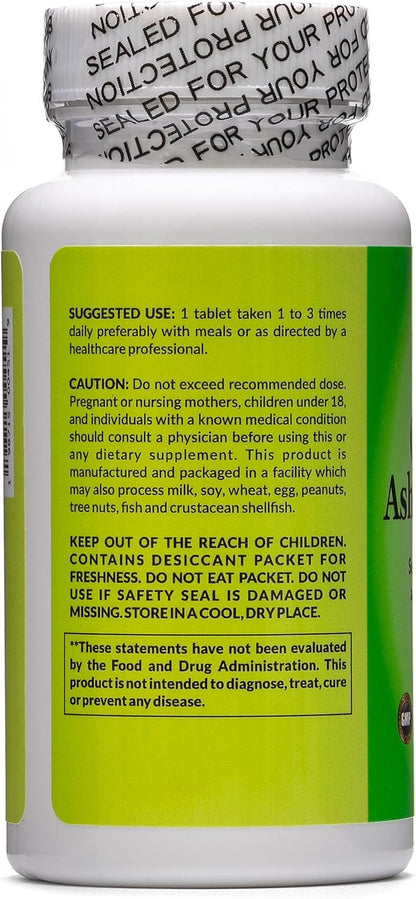 SEALED FOR YOUR PROTECTION
SEALED FOR YOUR PROTECTION
SUGGESTED USE: 1 tablet taken 1 to 3 times
daily preferably with meals or as directed by a
healthcare professional.
CAUTION: Do not exceed recommended dose.
Pregnant or nursing mothers, children under 18,
and individuals with a known medical condition
should consult a physician before using this or
any dietary supplement. This product is
manufactured and packaged in a facility which
may also process milk, soy, wheat, egg, peanuts,
tree nuts, fish and crustacean shellfish.
KEEP OUT OF THE REACH OF CHILDREN.
CONTAINS DESICCANT PACKET FOR
FRESHNESS. DO NOT EAT PACKET. DO NOT
USE IF SAFETY SEAL IS DAMAGED OR
MISSING. STORE IN A COOL, DRY PLACE.
**These statements have not been evaluated
by the Food and Drug Administration. This
product is not intended to diagnose, treat, cure
or prevent any disease.
Ash
GMP